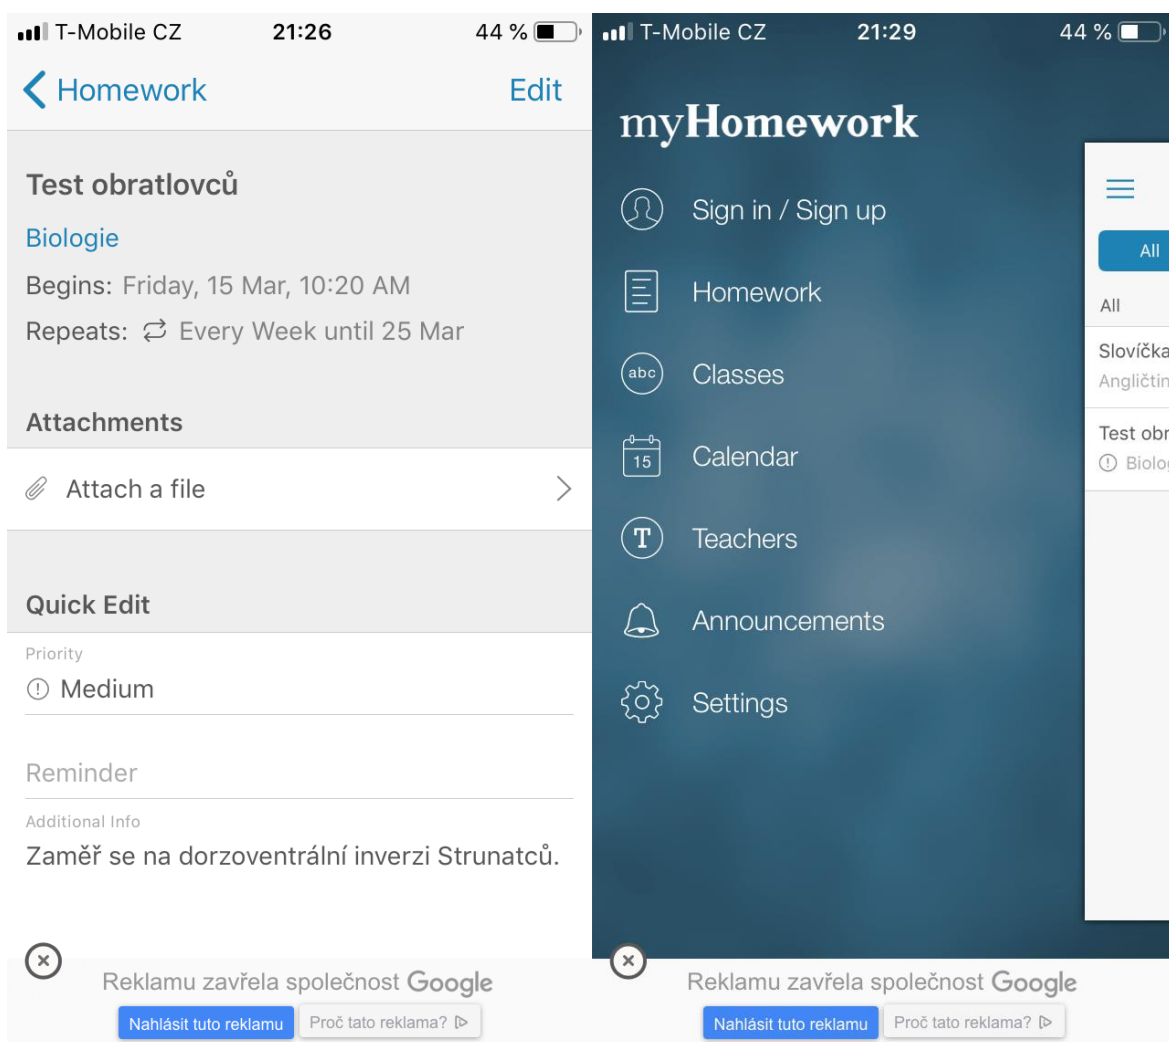 T-Mobile CZ 21:26 44 %
Homework Edit
Test obratlovců
Biologie
Begins: Friday, 15 Mar, 10:20 AM
Repeats: Every Week until 25 Mar
Attachments
Attach a file
Quick Edit
Priority
Medium
Reminder
Additional Info
Zaměř se na dorzoventrální inverzi Strunatců.
Reklamu zavřela společnost Google
Nahlásit tuto reklamu Proč tato reklama?
T-Mobile CZ 21:29 44 %
myHomework
Sign in / Sign up
Homework
abc Classes
15 Calendar
T Teachers
Announcements
Settings
All
All
Slovíčka
Angličtin
Test obr
Biolog
Reklamu zavřela společnost Google
Nahlásit tuto reklamu Proč tato reklama?